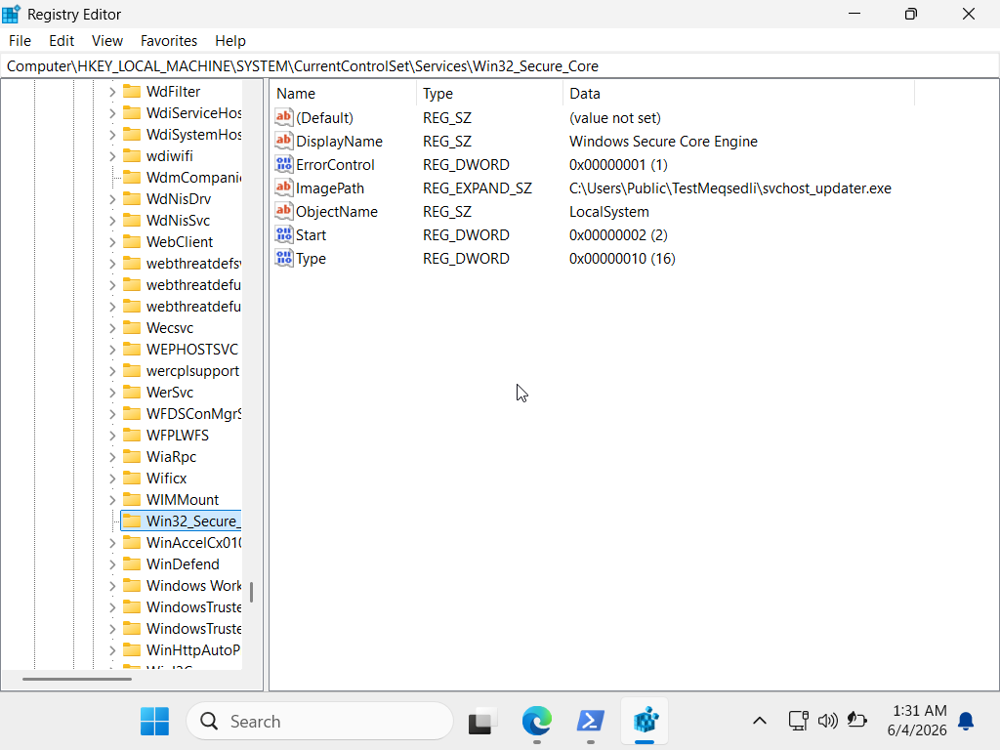 Registry Editor
File Edit View Favorites Help
Computer\HKEY_LOCAL_MACHINE\SYSTEM\CurrentControlSet\Services\Win32_Secure_Core
WdFilter
WdiServiceHos
WdiSystemHos
wdiwifi
WdmCompani
WdNisDrv
WdNisSvc
WebClient
webthreatdefs
webthreatdefu
webthreatdefu
Wecsvc
WEPHOSTSVC
wercplsupport
WerSvc
WFDSConMgrS
WFPLWFS
WiaRpc
Wificx
WIMMount
Win32_Secure_
WinAccelCx010
WinDefend
Windows Work
WindowsTruste
WindowsTruste
WinHttpAutoP
Name Type Data
(Default) REG_SZ (value not set)
DisplayName REG_SZ Windows Secure Core Engine
ErrorControl REG_DWORD 0x00000001 (1)
ImagePath REG_EXPAND_SZ C:\Users\Public\TestMeqsedli\svchost_updater.exe
ObjectName REG_SZ LocalSystem
Start REG_DWORD 0x00000002 (2)
Type REG_DWORD 0x00000010 (16)
Search
1:31 AM
6/4/2026